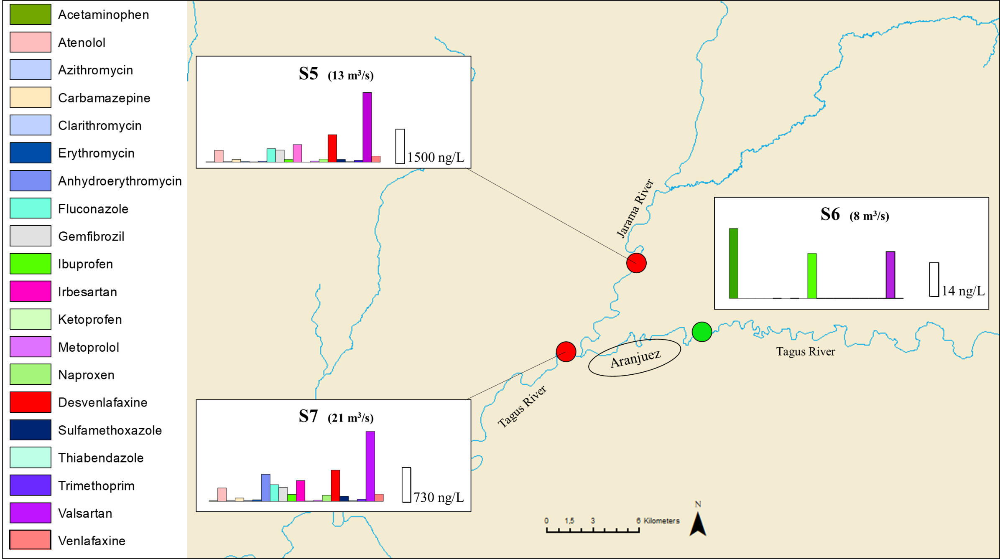 Acetaminophen
Atenolol
Azithromycin
Carbamazepine
Clarithromycin
Erythromycin
Anhydroerythromycin
Fluconazole
Gemfibrozil
Ibuprofen
Irbesartan
Ketoprofen
Metoprolol
Naproxen
Desvenlafaxine
Sulfamethoxazole
Thiabendazole
Trimethoprim
Valsartan
Venlafaxine
S5 (13 m³/s)
1500 ng/L
Jarama River
S6 (8 m³/s)
14 ng/L
Tagus River
Aranjuez
Tagus River
S7 (21 m³/s)
730 ng/L
N
0 1,5 3 6 Kilometers